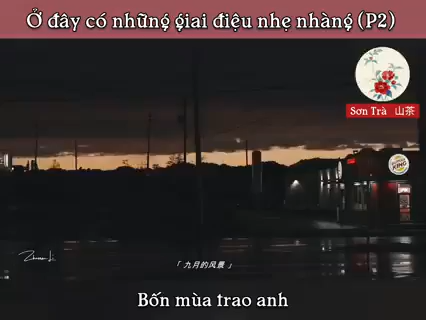 Ở đây có những giai điệu nhẹ nhàng (P2)
Sơn Trà 山茶
BURGER
KING
「 九月的风景 」
Bốn mùa trao anh